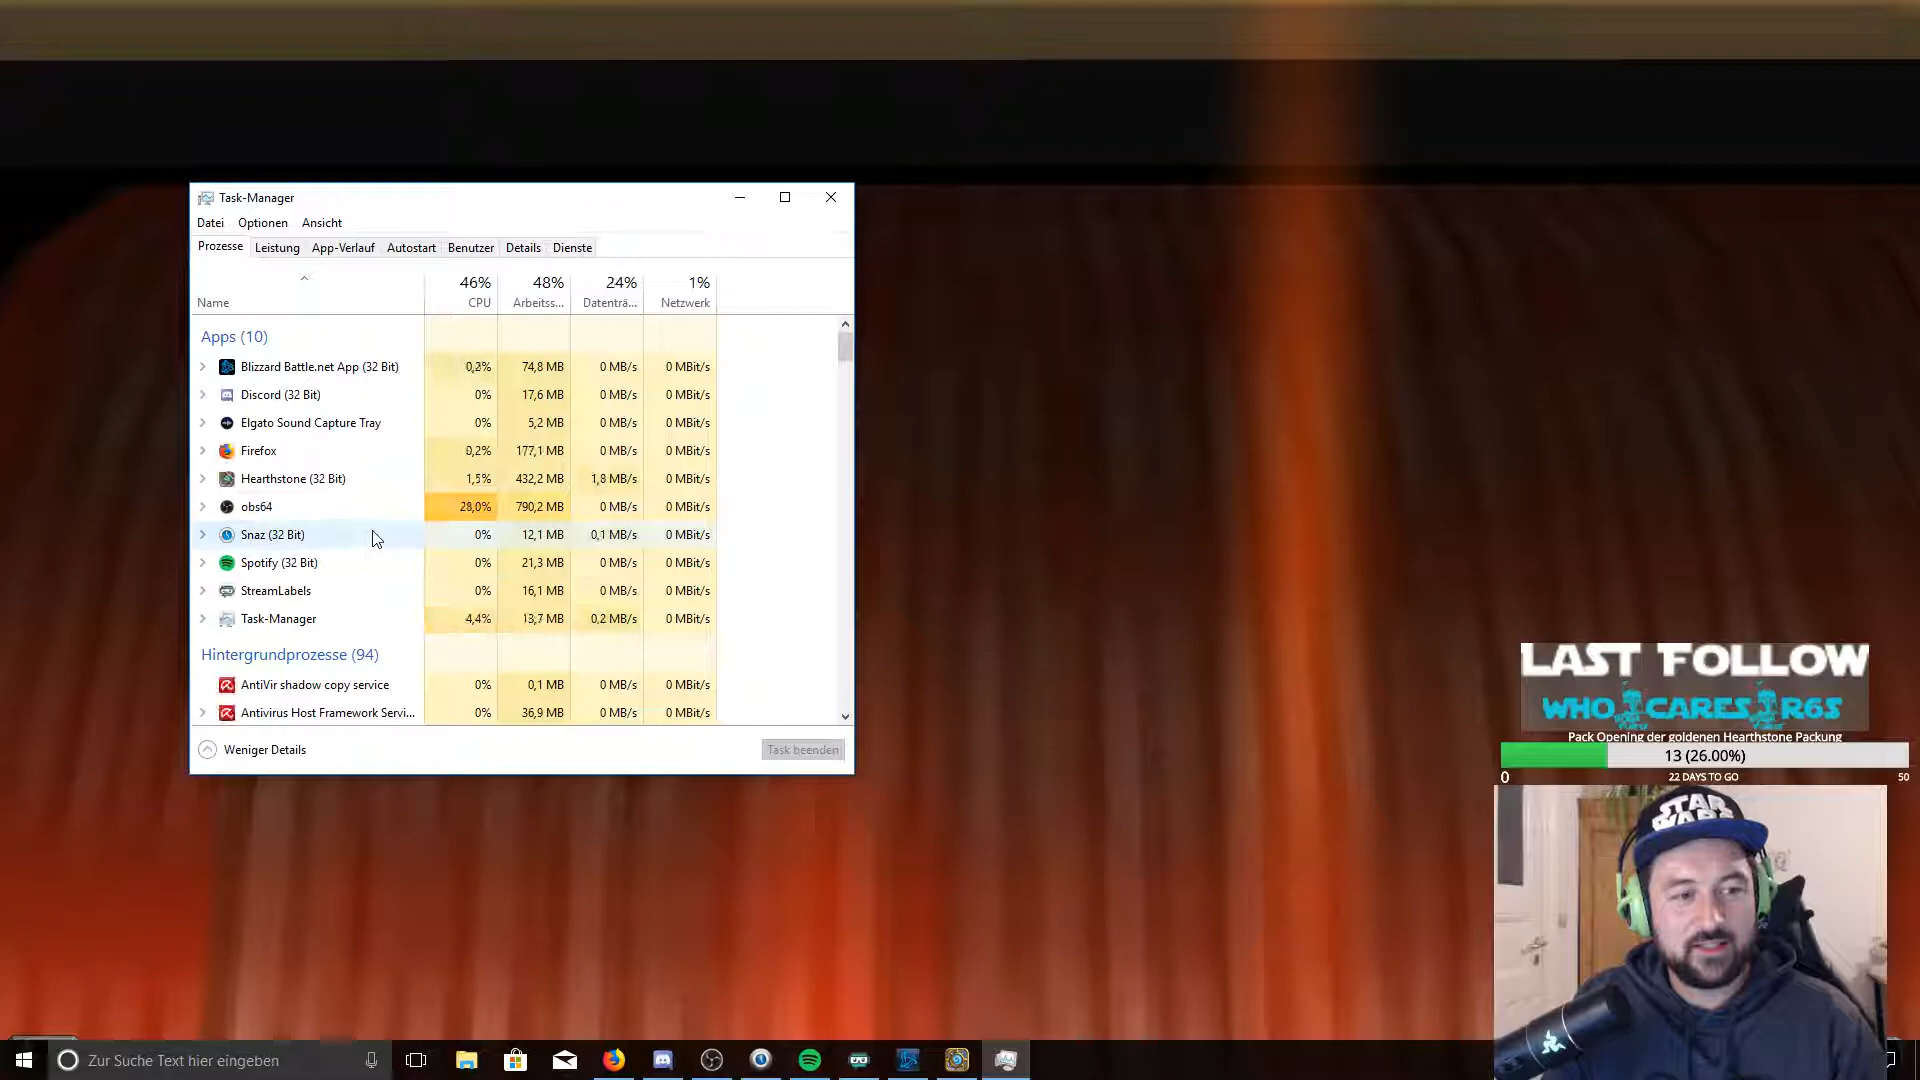 Task-Manager
Datei Optionen Ansicht
Prozesse Leistung App-Verlauf Autostart Benutzer Details Dienste
46% 48% 24% 1%
Name CPU Arbeitss... Datenträ... Netzwerk
Apps (10)
Blizzard Battle.net App (32 Bit) 0,2% 74,8 MB 0 MB/s 0 MBit/s
Discord (32 Bit) 0% 17,6 MB 0 MB/s 0 MBit/s
Elgato Sound Capture Tray 0% 5,2 MB 0 MB/s 0 MBit/s
Firefox 0,2% 177,1 MB 0 MB/s 0 MBit/s
Hearthstone (32 Bit) 1,5% 432,2 MB 1,8 MB/s 0 MBit/s
obs64 28,0% 790,2 MB 0 MB/s 0 MBit/s
Snaz (32 Bit) 0% 12,1 MB 0,1 MB/s 0 MBit/s
Spotify (32 Bit) 0% 21,3 MB 0 MB/s 0 MBit/s
StreamLabels 0% 16,1 MB 0 MB/s 0 MBit/s
Task-Manager 4,4% 13,7 MB 0,2 MB/s 0 MBit/s
Hintergrundprozesse (94)
AntiVir shadow copy service 0% 0,1 MB 0 MB/s 0 MBit/s
Antivirus Host Framework Servi... 0% 36,9 MB 0 MB/s 0 MBit/s
Weniger Details Task beenden
LAST FOLLOW
Pack Opening der goldenen Hearthstone Packung
13 (26.00%)
0 22 DAYS TO GO 50
STAR WARS
Zur Suche Text hier eingeben